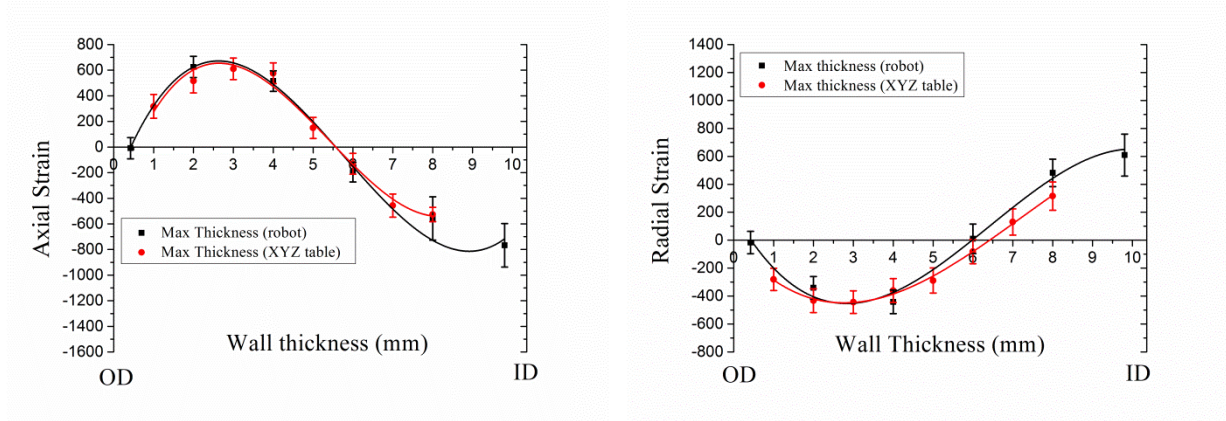 800
600
400
200
0
-200
-400
-600
-800
-1000
-1200
-1400
-1600
0 1 2 3 4 5 6 7 8 9 10
Axial Strain
Max Thickness (robot)
Max Thickness (XYZ table)
Wall thickness (mm)
OD
ID
1400
1200
1000
800
600
400
200
0
-200
-400
-600
-800
0 1 2 3 4 5 6 7 8 9 10
Radial Strain
Max thickness (robot)
Max thickness (XYZ table)
Wall Thickness (mm)
OD
ID